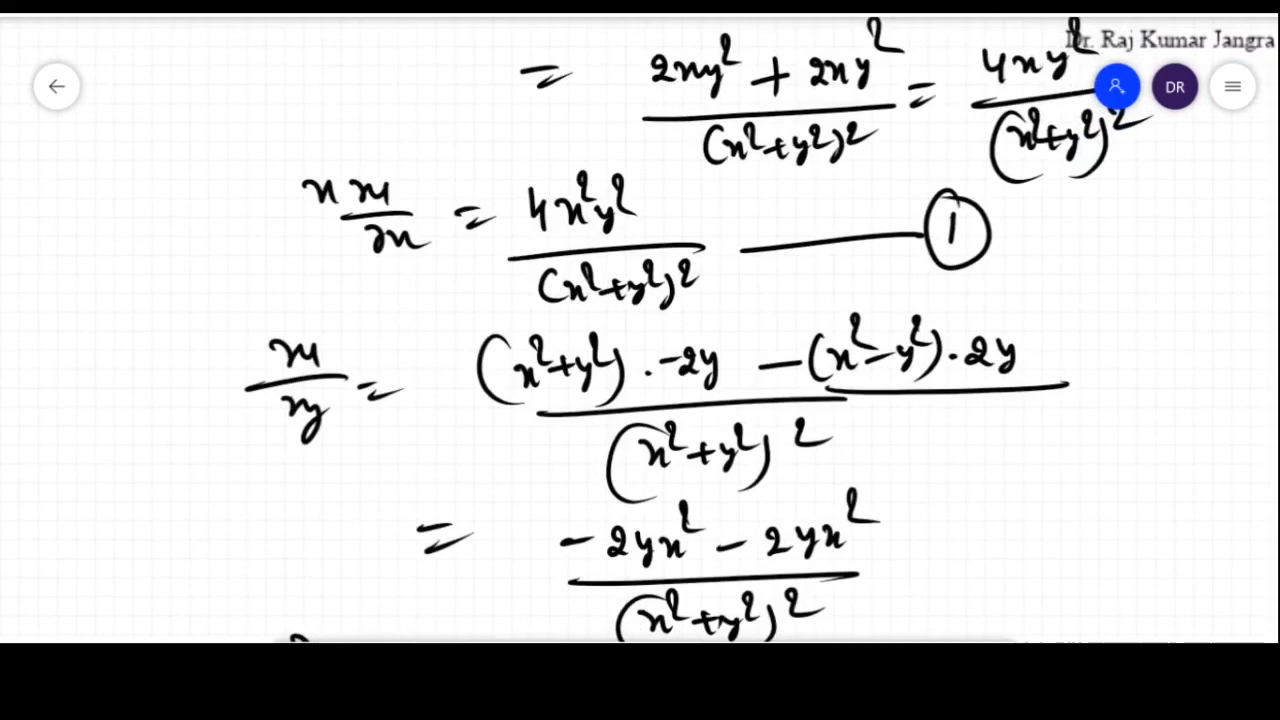 Dr. Raj Kumar Jangra
= (2xy² + 2xy²)/(x²+y²)² = 4xy²/(x²+y²)²
DR
x ∂u/∂x = 4x²y²/(x²+y²)² —— ①
∂u/∂y = ((x²+y²) . -2y - (x²-y²) . 2y)/(x²+y²)²
= (-2yx² - 2yx²)/(x²+y²)²